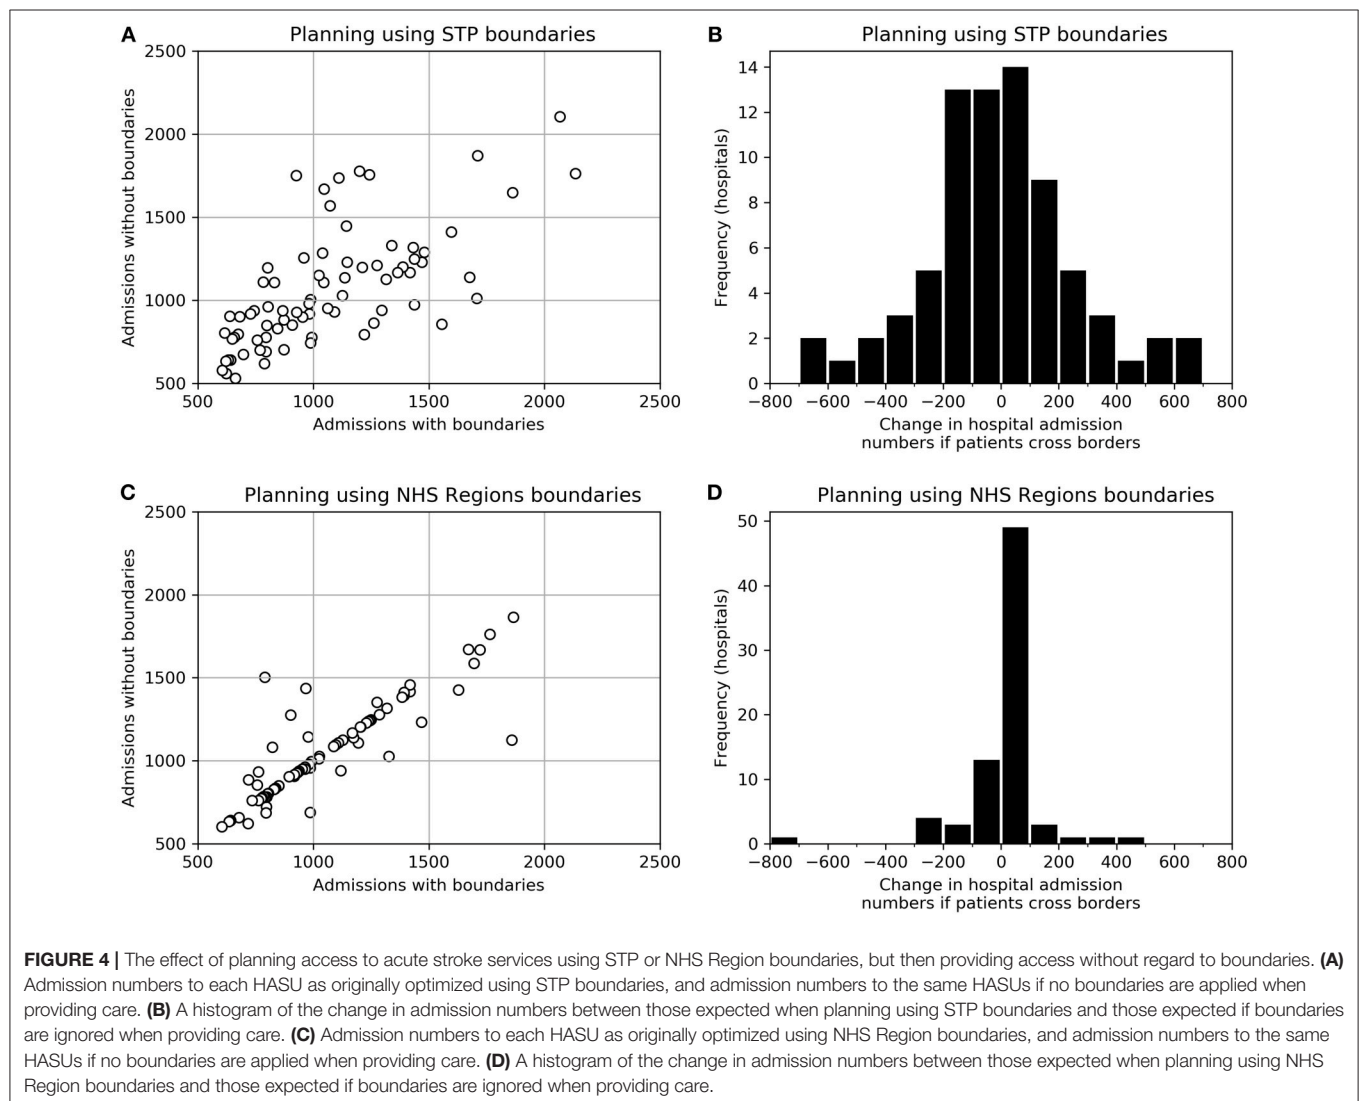 A
Planning using STP boundaries
2500
2000
1500
1000
500
Admissions without boundaries
500 1000 1500 2000 2500
Admissions with boundaries
B
Planning using STP boundaries
14
12
10
8
6
4
2
0
Frequency (hospitals)
−800 −600 −400 −200 0 200 400 600 800
Change in hospital admission
numbers if patients cross borders
C
Planning using NHS Regions boundaries
2500
2000
1500
1000
500
Admissions without boundaries
500 1000 1500 2000 2500
Admissions with boundaries
D
Planning using NHS Regions boundaries
50
40
30
20
10
0
Frequency (hospitals)
−800 −600 −400 −200 0 200 400 600 800
Change in hospital admission
numbers if patients cross borders
FIGURE 4 | The effect of planning access to acute stroke services using STP or NHS Region boundaries, but then providing access without regard to boundaries. (A)
Admission numbers to each HASU as originally optimized using STP boundaries, and admission numbers to the same HASUs if no boundaries are applied when
providing care. (B) A histogram of the change in admission numbers between those expected when planning using STP boundaries and those expected if boundaries
are ignored when providing care. (C) Admission numbers to each HASU as originally optimized using NHS Region boundaries, and admission numbers to the same
HASUs if no boundaries are applied when providing care. (D) A histogram of the change in admission numbers between those expected when planning using NHS
Region boundaries and those expected if boundaries are ignored when providing care.